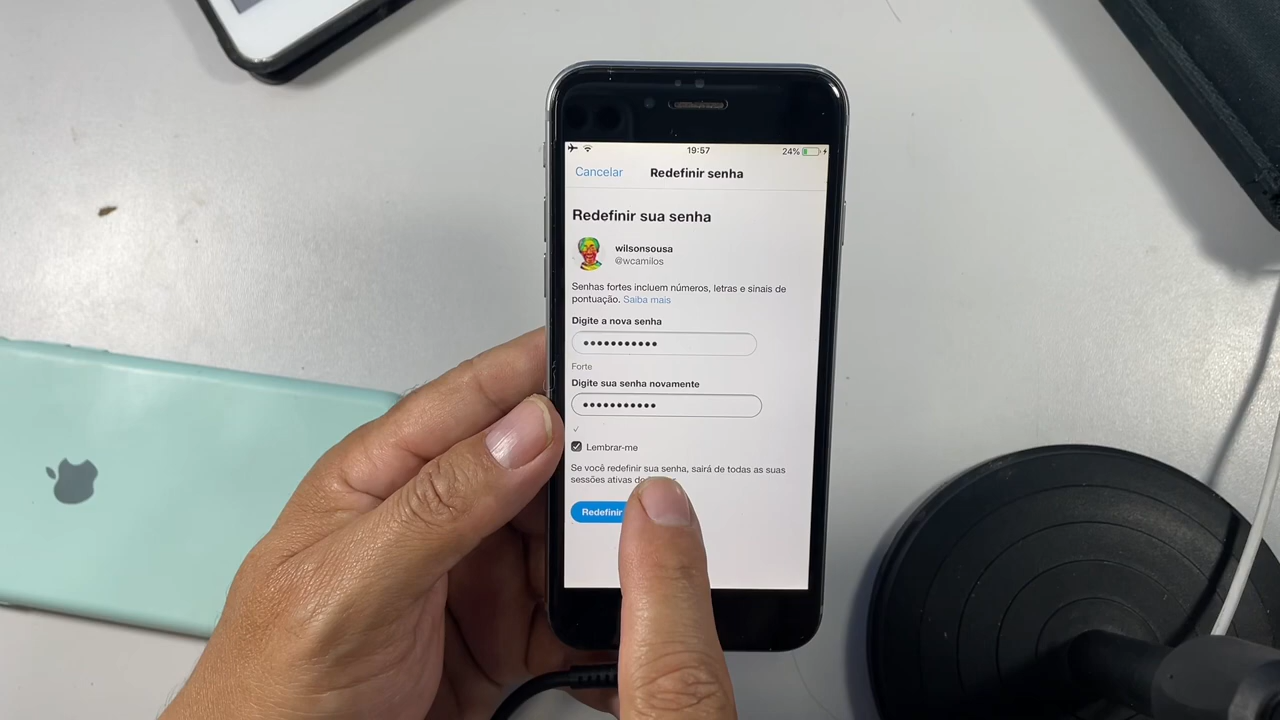 19:57
24%
Cancelar
Redefinir senha
Redefinir sua senha
wilsonsousa
@wcamilos
Senhas fortes incluem números, letras e sinais de
pontuação. Saiba mais
Digite a nova senha
•••••••••••
Forte
Digite sua senha novamente
•••••••••••
Lembrar-me
Se você redefinir sua senha, sairá de todas as suas
sessões ativas
Redefinir